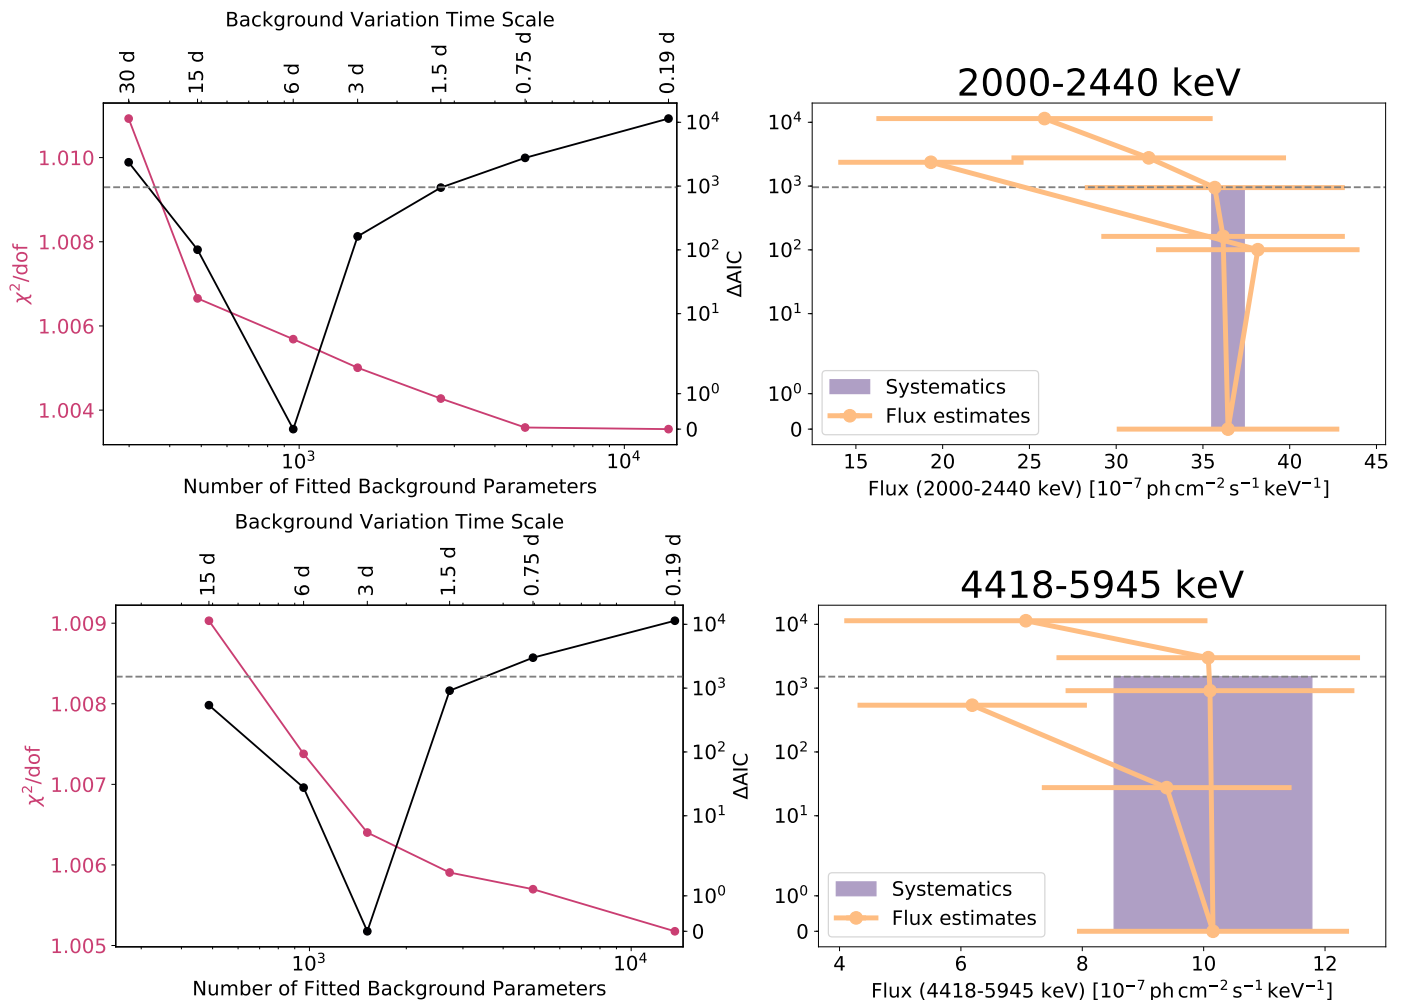 Background Variation Time Scale
30 d 15 d 6 d 3 d 1.5 d 0.75 d 0.19 d
χ²/dof
1.010
1.008
1.006
1.004
10⁴
10³
10²
10¹
10⁰
0
ΔAIC
10³ 10⁴
Number of Fitted Background Parameters
2000-2440 keV
10⁴
10³
10²
10¹
10⁰
0
Systematics
Flux estimates
15 20 25 30 35 40 45
Flux (2000-2440 keV) [10⁻⁷ ph cm⁻² s⁻¹ keV⁻¹]
Background Variation Time Scale
15 d 6 d 3 d 1.5 d 0.75 d 0.19 d
χ²/dof
1.009
1.008
1.007
1.006
1.005
10⁴
10³
10²
10¹
10⁰
0
ΔAIC
10³ 10⁴
Number of Fitted Background Parameters
4418-5945 keV
10⁴
10³
10²
10¹
10⁰
0
Systematics
Flux estimates
4 6 8 10 12
Flux (4418-5945 keV) [10⁻⁷ ph cm⁻² s⁻¹ keV⁻¹]